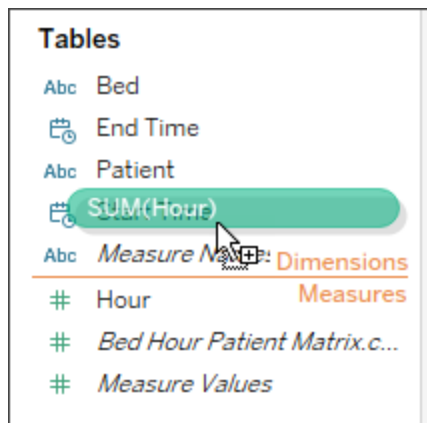 Tables
Abc Bed
End Time
Abc Patient
SUM(Hour)
Abc Measure
Dimensions
Measures
# Hour
# Bed Hour Patient Matrix.c...
# Measure Values